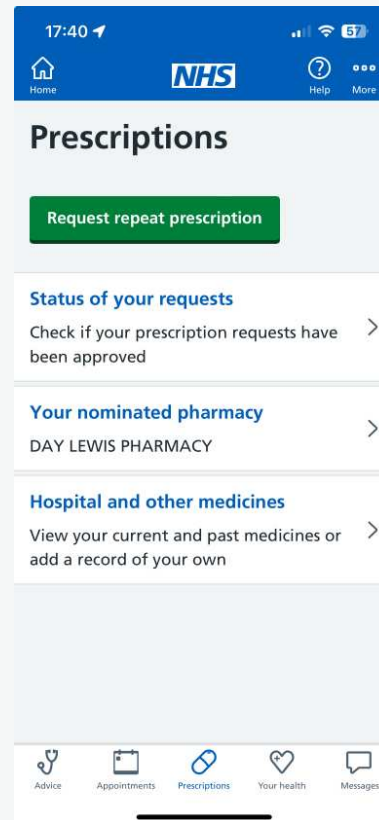 17:40
57
NHS
Home
Help
More
Prescriptions
Request repeat prescription
Status of your requests
Check if your prescription requests have
been approved
Your nominated pharmacy
DAY LEWIS PHARMACY
Hospital and other medicines
View your current and past medicines or
add a record of your own
Advice
Appointments
Prescriptions
Your health
Messages